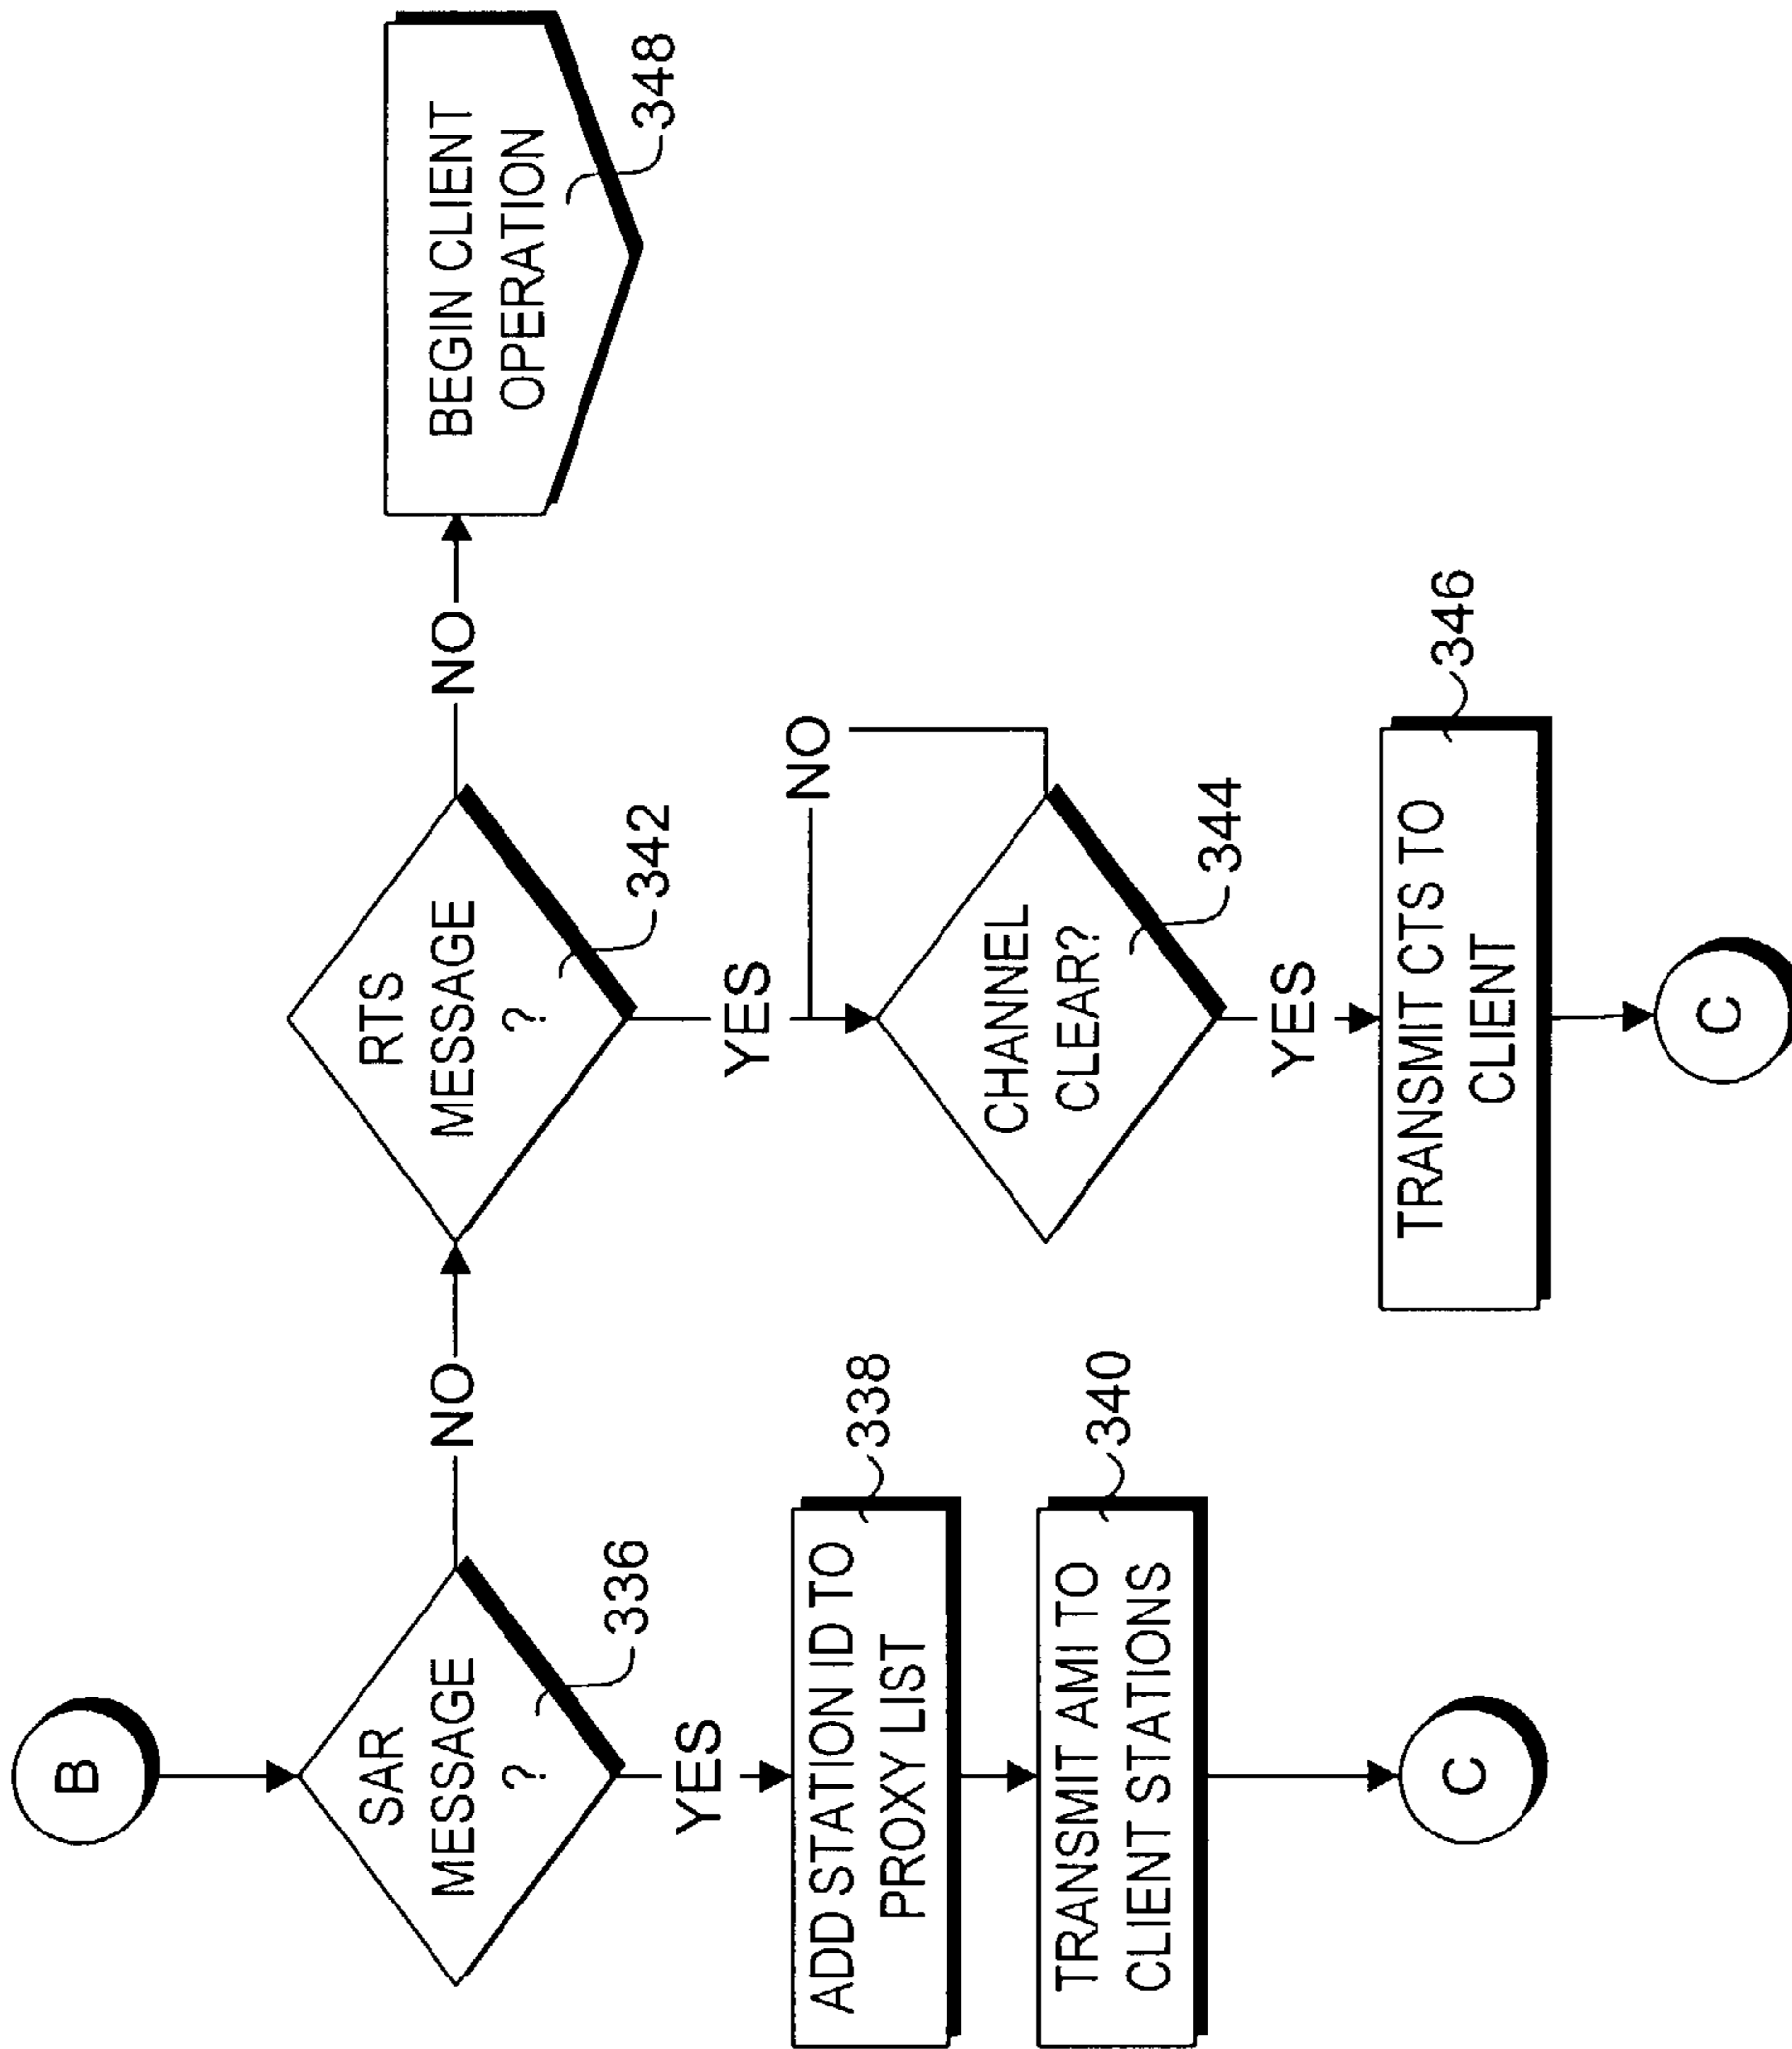 B
SAR
MESSAGE
?
336
NO
YES
ADD STATION ID TO
PROXY LIST
338
TRANSMIT AMI TO
CLIENT STATIONS
340
C
RTS
MESSAGE
?
342
NO
YES
CHANNEL
CLEAR?
344
NO
YES
TRANSMIT CTS TO
CLIENT
346
C
BEGIN CLIENT
OPERATION
348